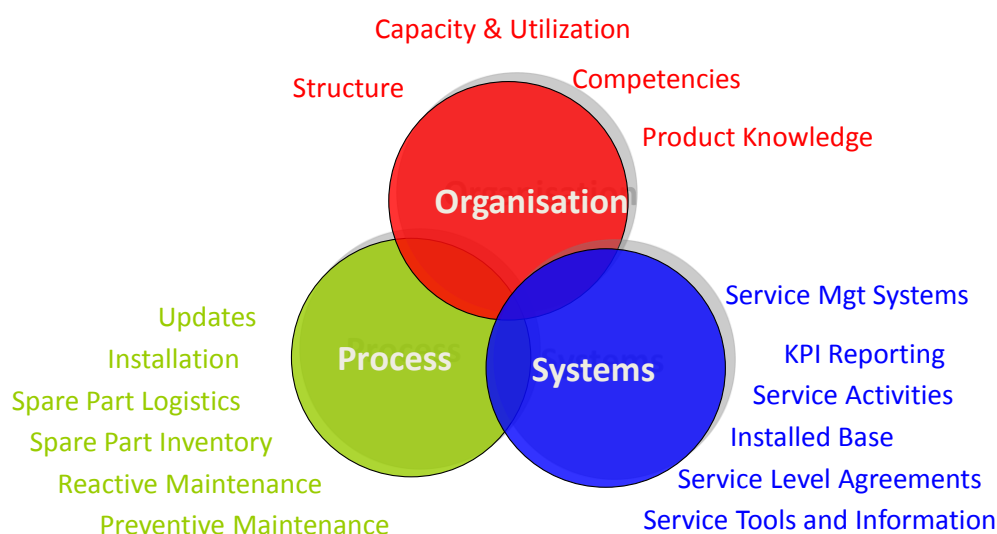 Capacity & Utilization
Structure
Competencies
Product Knowledge
Organisation
Service Mgt Systems
Updates
Installation
Process
Systems
KPI Reporting
Spare Part Logistics
Service Activities
Spare Part Inventory
Installed Base
Reactive Maintenance
Service Level Agreements
Preventive Maintenance
Service Tools and Information